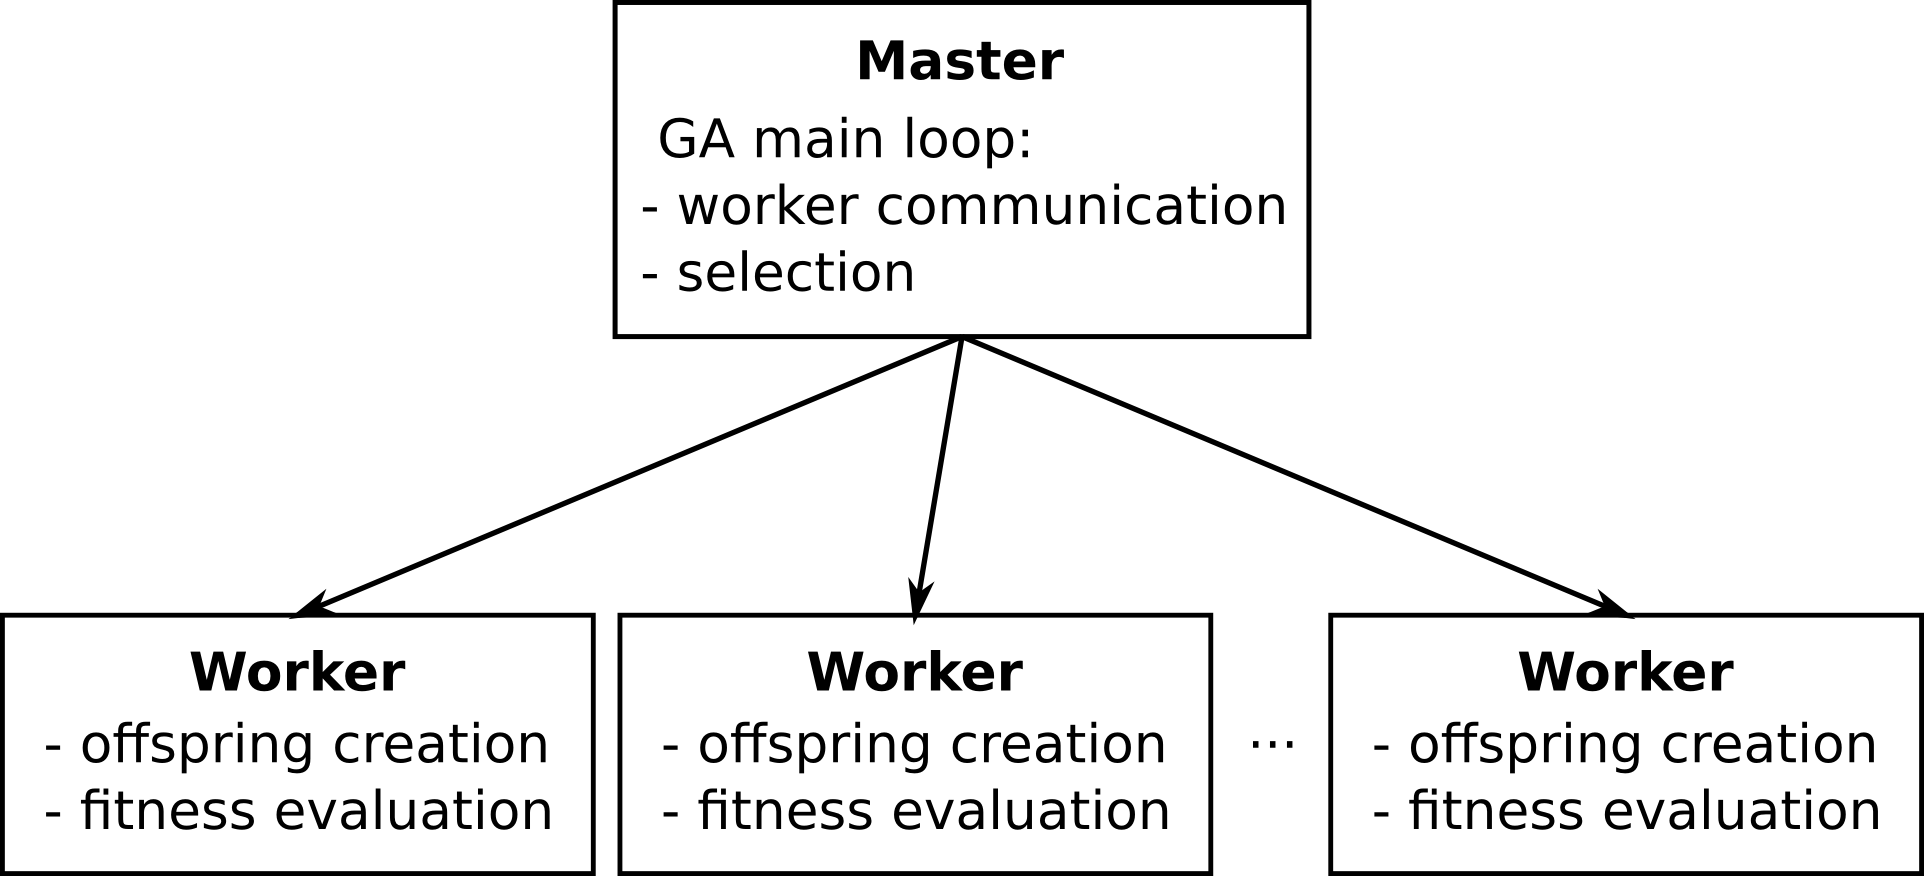 Master
GA main loop:
- worker communication
- selection
Worker
- offspring creation
- fitness evaluation
Worker
- offspring creation
- fitness evaluation
...
Worker
- offspring creation
- fitness evaluation